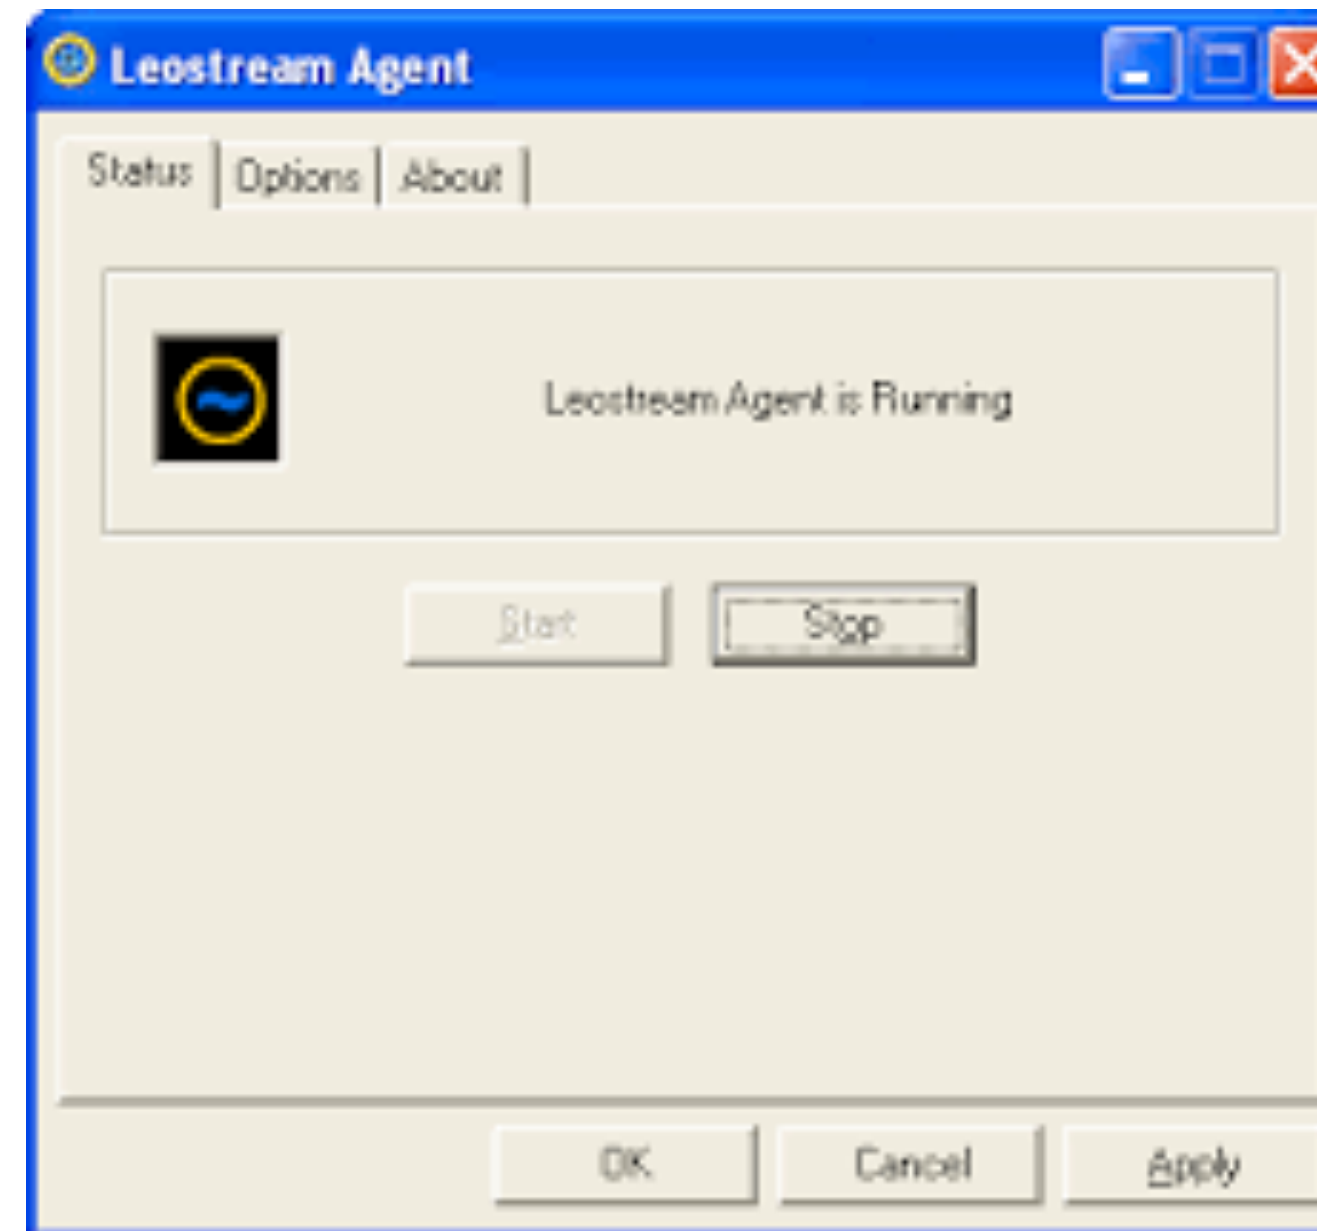 Leostream Agent
Status Options About
Leostream Agent is Running
Start Stop
OK Cancel Apply